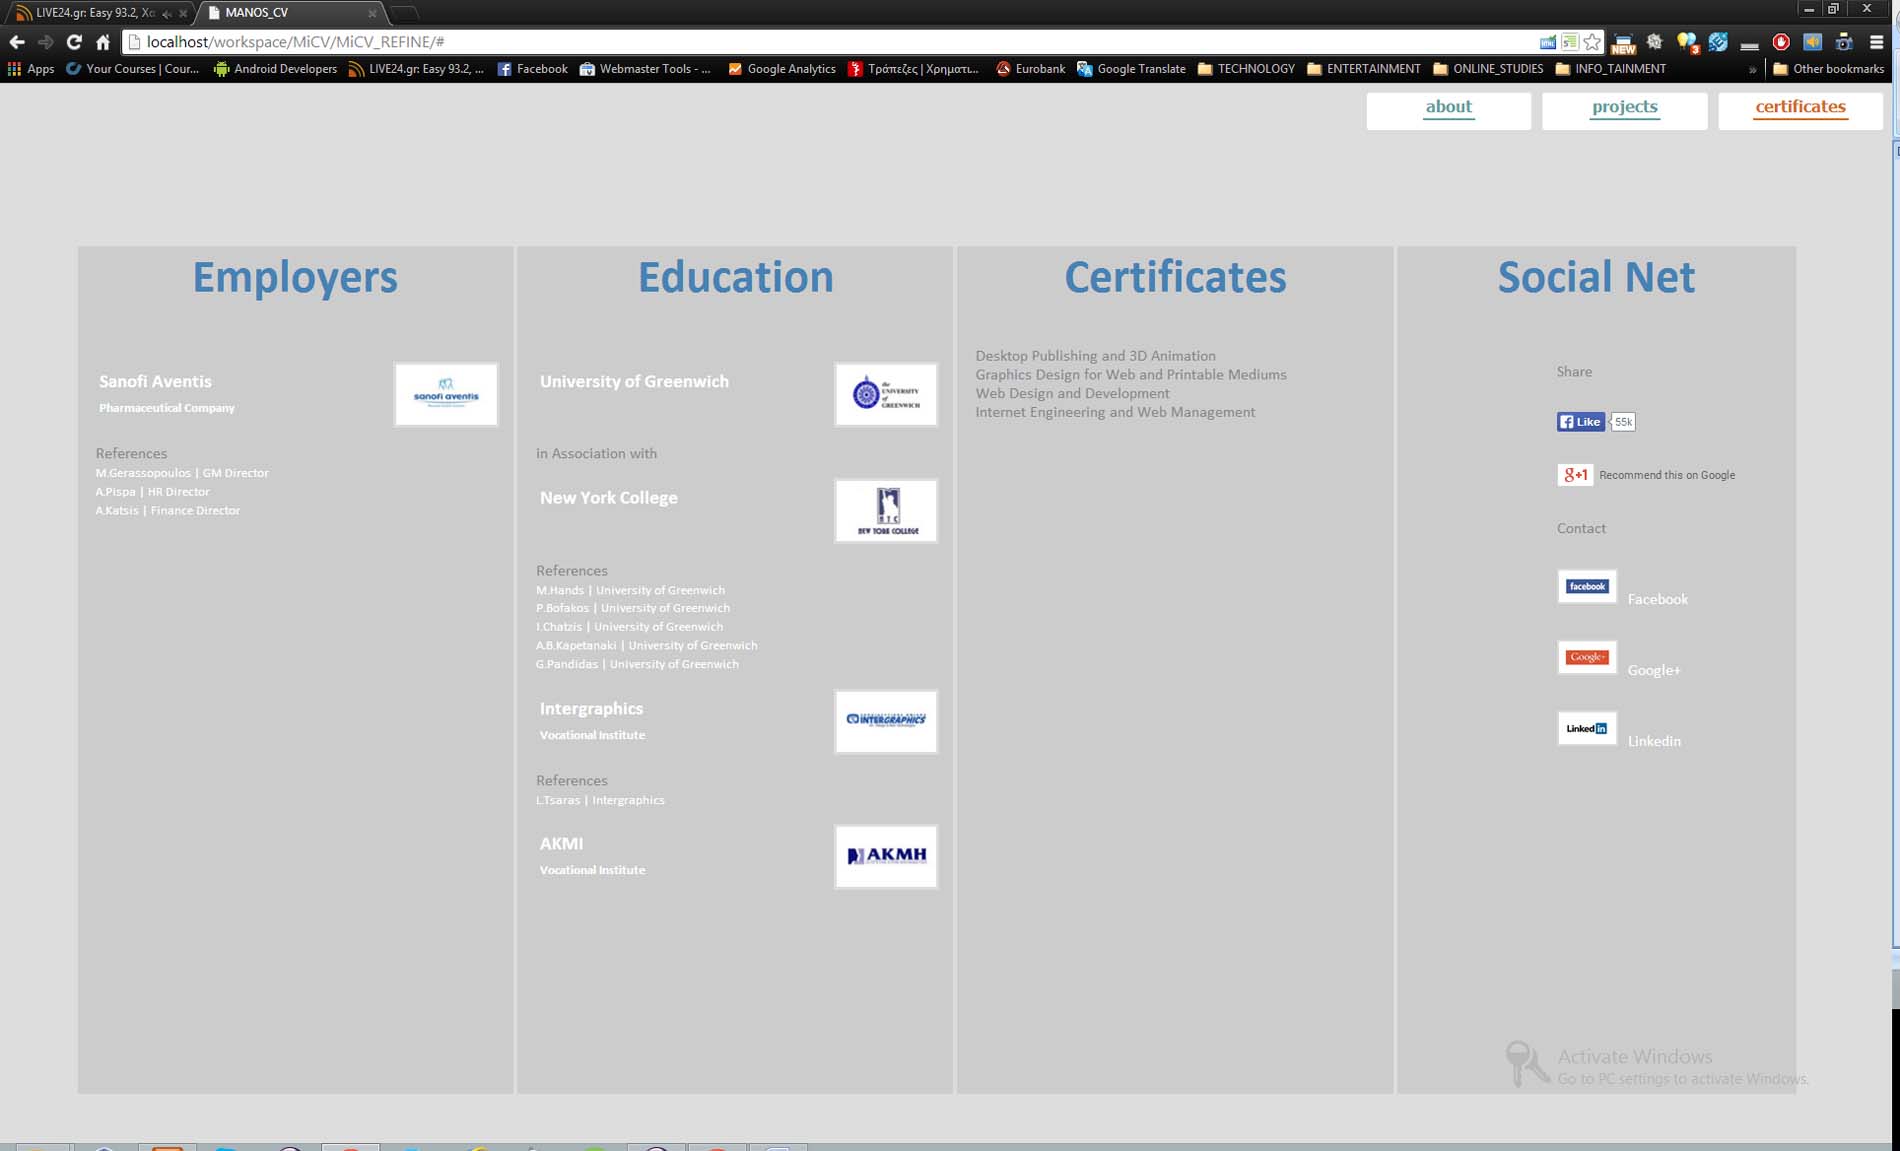 LIVE24.gr: Easy 93.2, Χα
MANOS_CV
localhost/workspace/MiCV/MiCV_REFINE/#
NEW
3
Apps
Your Courses | Cour...
Android Developers
LIVE24.gr: Easy 93.2, ...
Facebook
Webmaster Tools - ...
Google Analytics
Τράπεζες | Χρηματι...
Eurobank
Google Translate
TECHNOLOGY
ENTERTAINMENT
ONLINE_STUDIES
INFO_TAINMENT
»
Other bookmarks
about
projects
certificates
Employers
Sanofi Aventis
Pharmaceutical Company
sanofi aventis
References
M.Gerassopoulos | GM Director
A.Pispa | HR Director
A.Katsis | Finance Director
Education
University of Greenwich
the
UNIVERSITY
of
GREENWICH
in Association with
New York College
NYC
NEW YORK COLLEGE
References
M.Hands | University of Greenwich
P.Bofakos | University of Greenwich
I.Chatzis | University of Greenwich
A.B.Kapetanaki | University of Greenwich
G.Pandidas | University of Greenwich
Intergraphics
Vocational Institute
INTERGRAPHICS
References
L.Tsaras | Intergraphics
AKMI
Vocational Institute
AKMH
Certificates
Desktop Publishing and 3D Animation
Graphics Design for Web and Printable Mediums
Web Design and Development
Internet Engineering and Web Management
Social Net
Share
Like
55k
g+1
Recommend this on Google
Contact
facebook
Facebook
Google+
Google+
Linked in
Linkedin
Activate Windows
Go to PC settings to activate Windows.